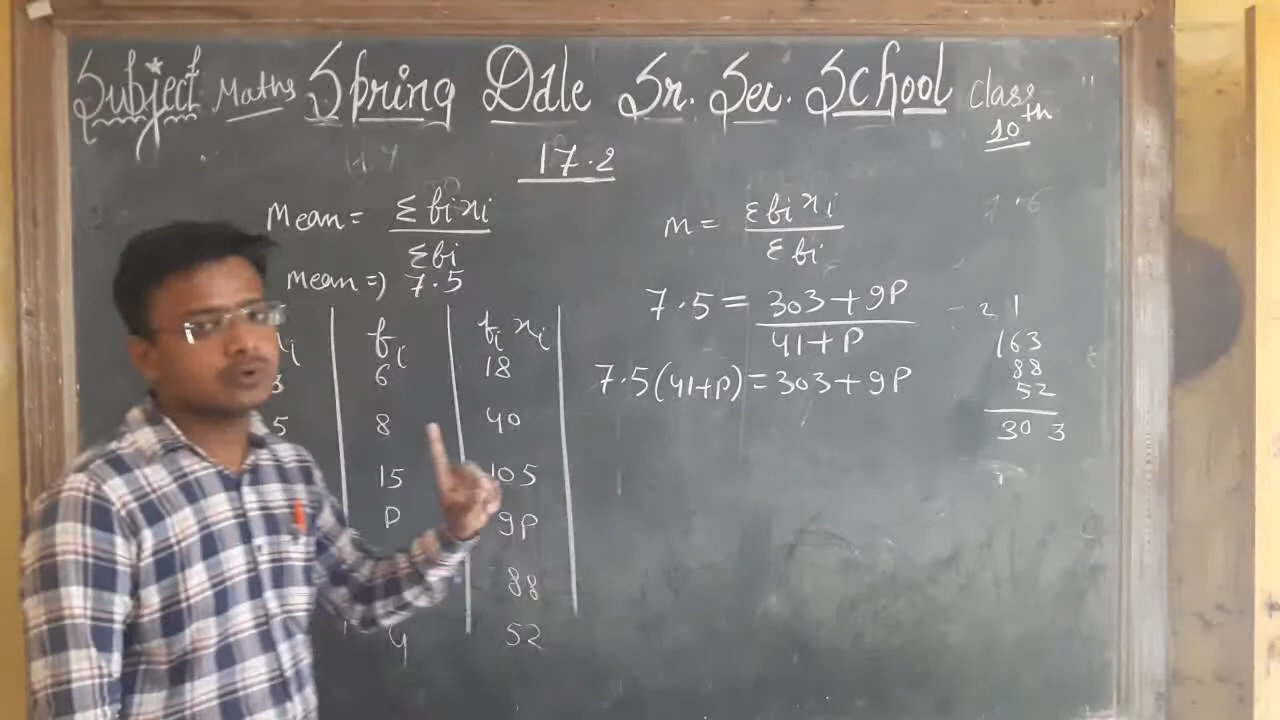 Subject Maths Spring Dale Sr. Sec. School Class 10th
17.2
Mean = Σfixi / Σfi
Mean => 7.5
fi fixi
3 6 18
5 8 40
15 105
P 9P
88
4 52
m = Σfixi / Σfi
7.5 = 303+9P / 41+P
7.5(41+P) = 303+9P
21
163
88
52
303